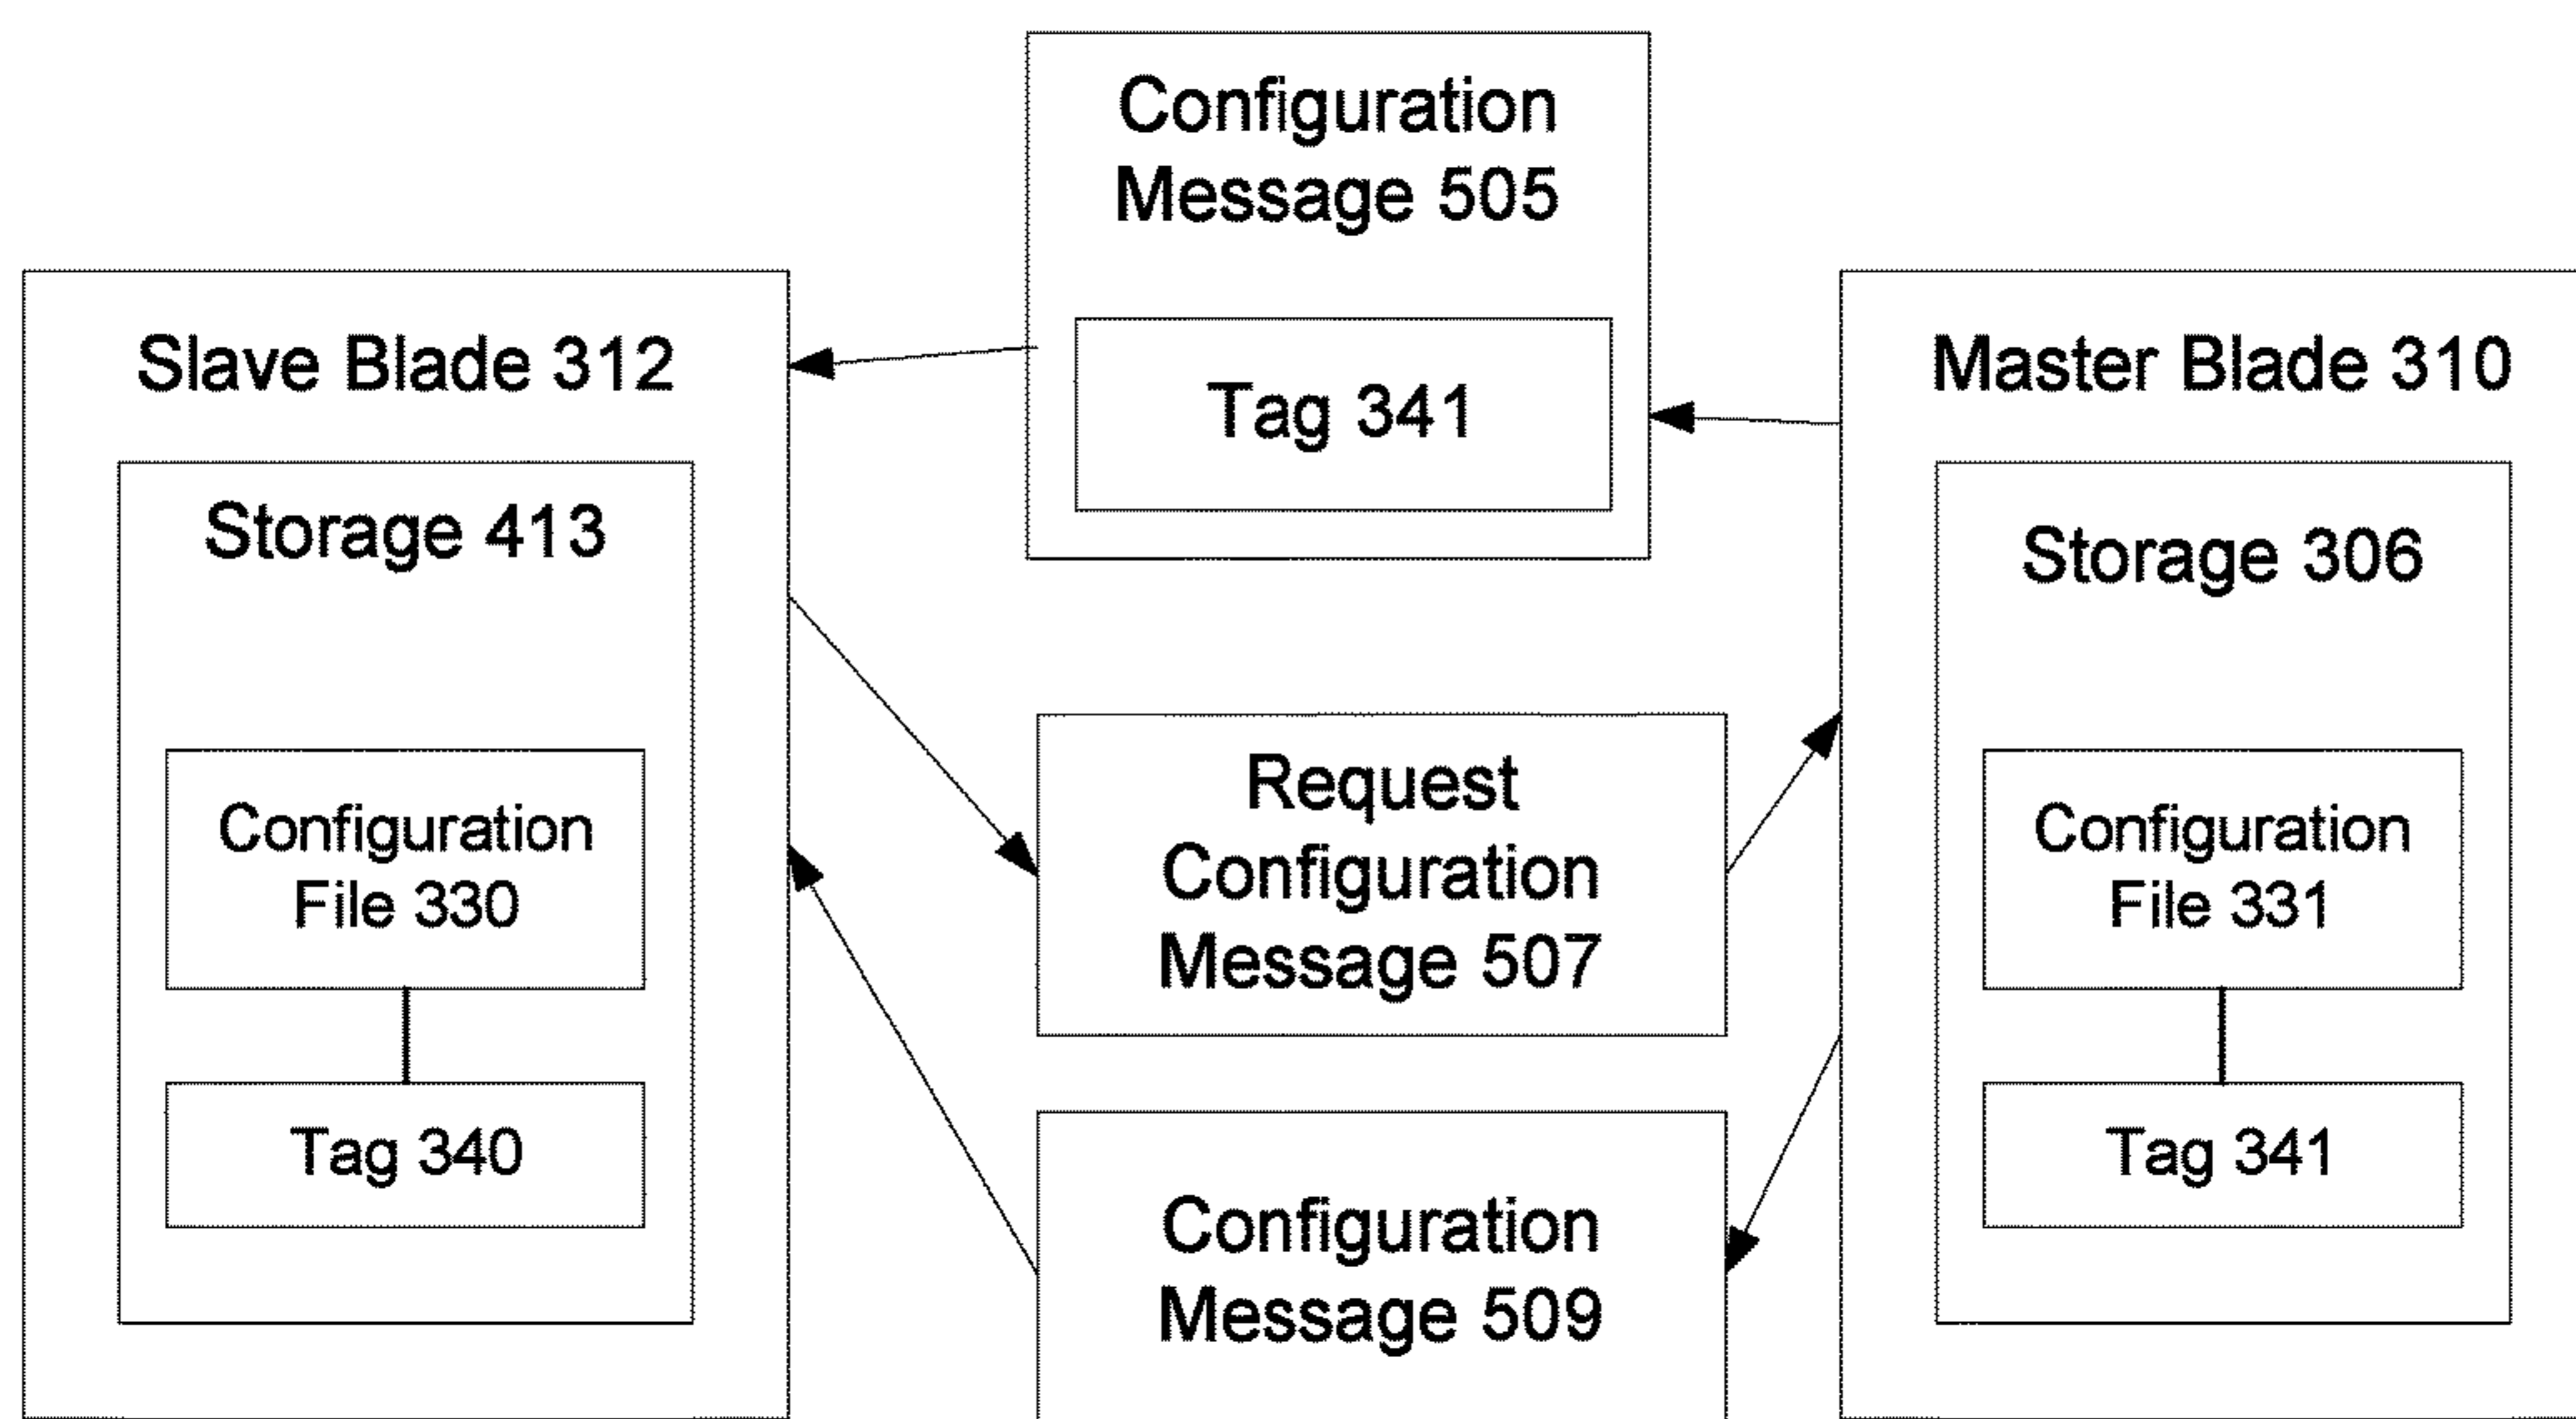 Configuration
Message 505
Tag 341
Slave Blade 312
Storage 413
Configuration
File 330
Tag 340
Request
Configuration
Message 507
Configuration
Message 509
Master Blade 310
Storage 306
Configuration
File 331
Tag 341